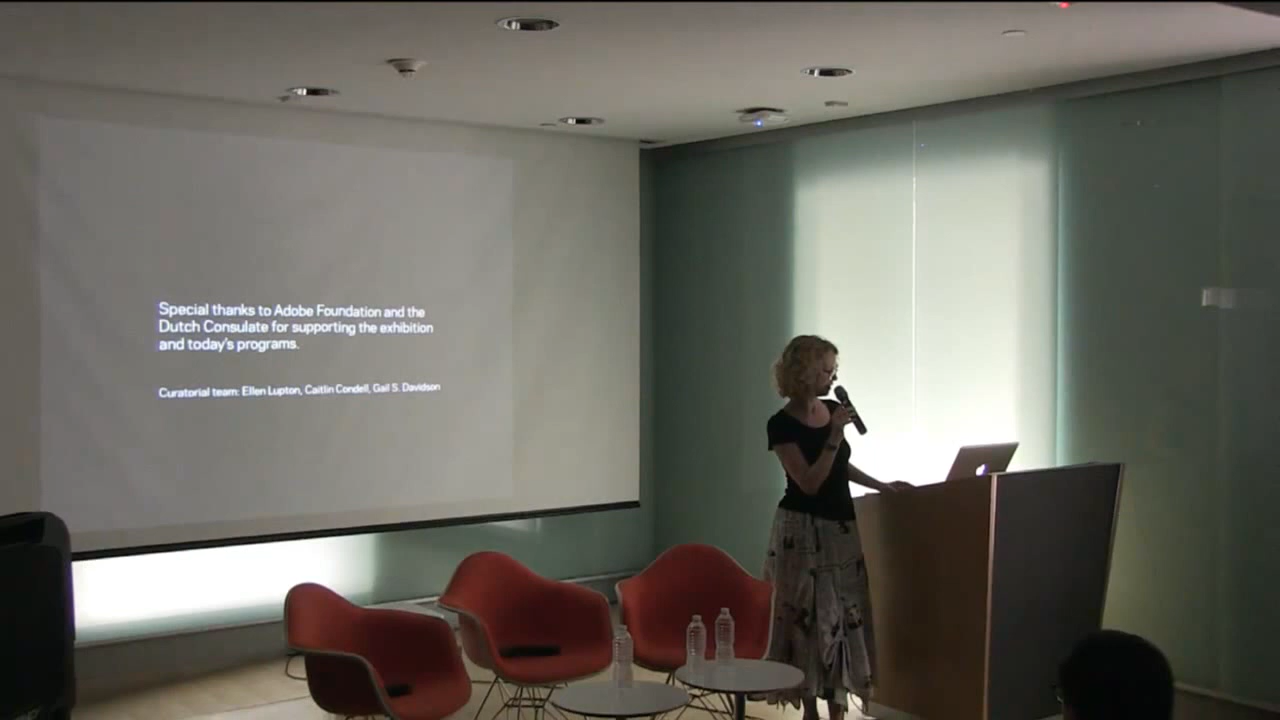 Special thanks to Adobe Foundation and the
Dutch Consulate for supporting the exhibition
and today's programs.
Curatorial team: Ellen Lupton, Caitlin Condell, Gail S. Davidson